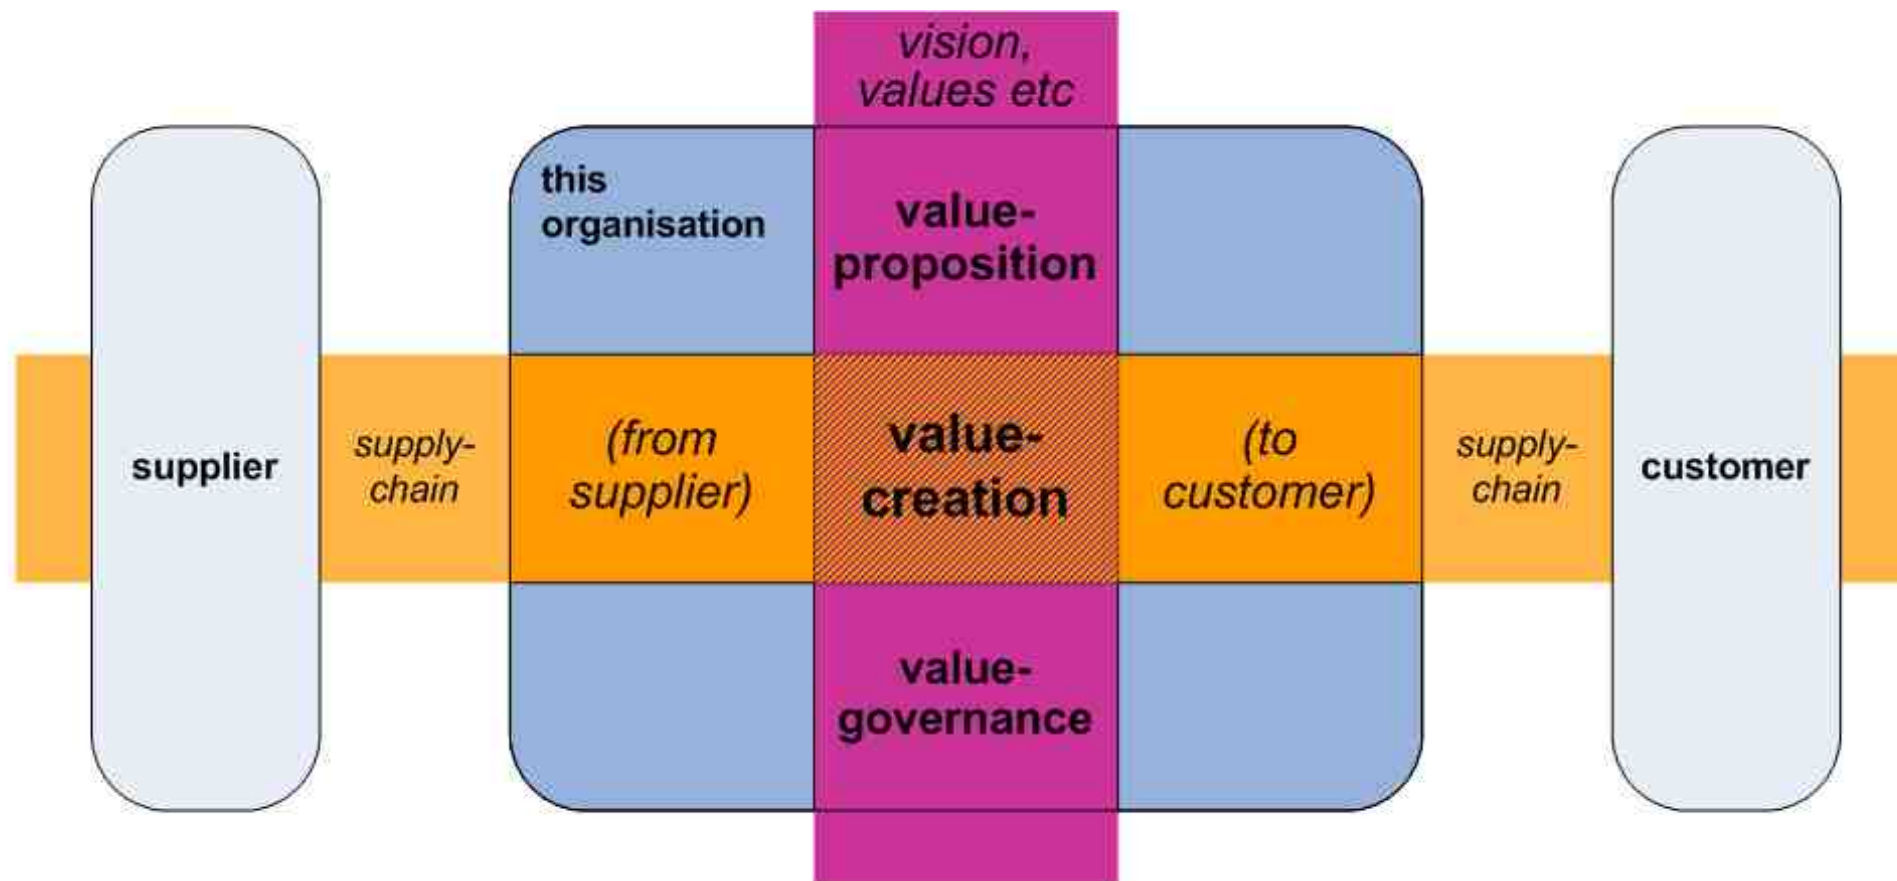 vision,
values etc
this
organisation
value-
proposition
supplier
supply-
chain
(from
supplier)
value-
creation
(to
customer)
supply-
chain
customer
value-
governance